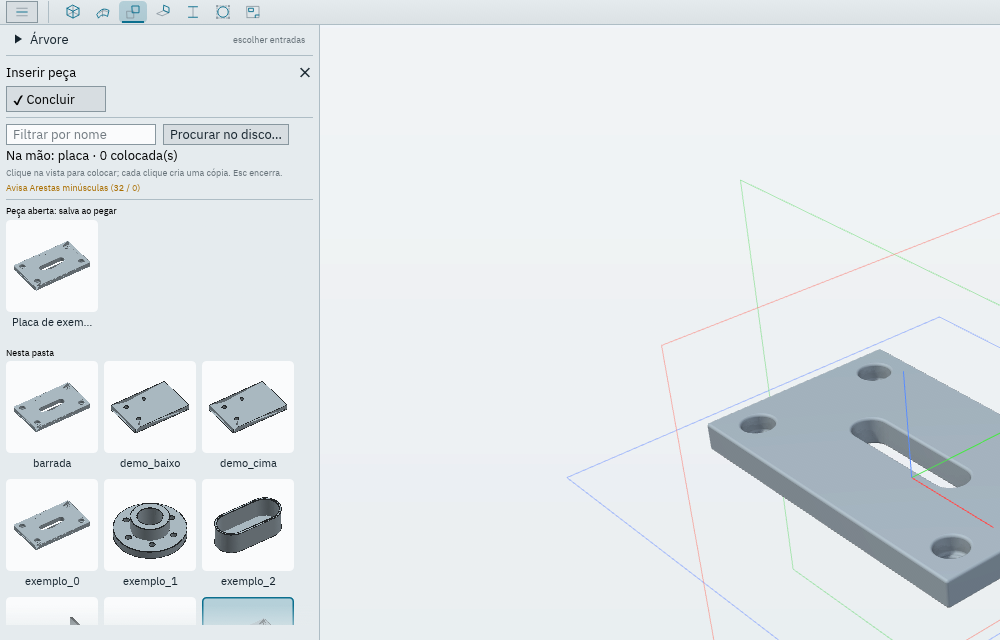 Árvore
escolher entradas
Inserir peça
Concluir
Filtrar por nome
Procurar no disco...
Na mão: placa · 0 colocada(s)
Clique na vista para colocar; cada clique cria uma cópia. Esc encerra.
Avisa Arestas minúsculas (32 / 0)
Peça aberta: salva ao pegar
Placa de exem...
Nesta pasta
barrada
demo_baixo
demo_cima
exemplo_0
exemplo_1
exemplo_2